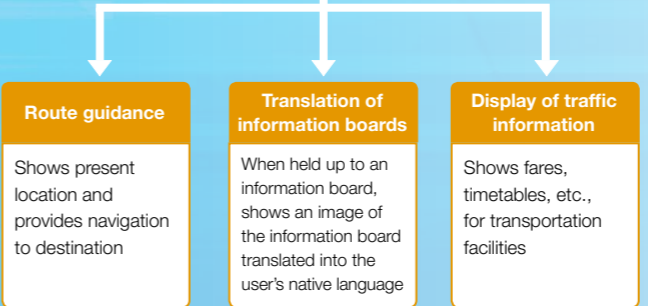 Route guidance
Shows present
location and
provides navigation
to destination
Translation of
information boards
When held up to an
information board,
shows an image of
the information board
translated into the
user's native language
Display of traffic
information
Shows fares,
timetables, etc.,
for transportation
facilities